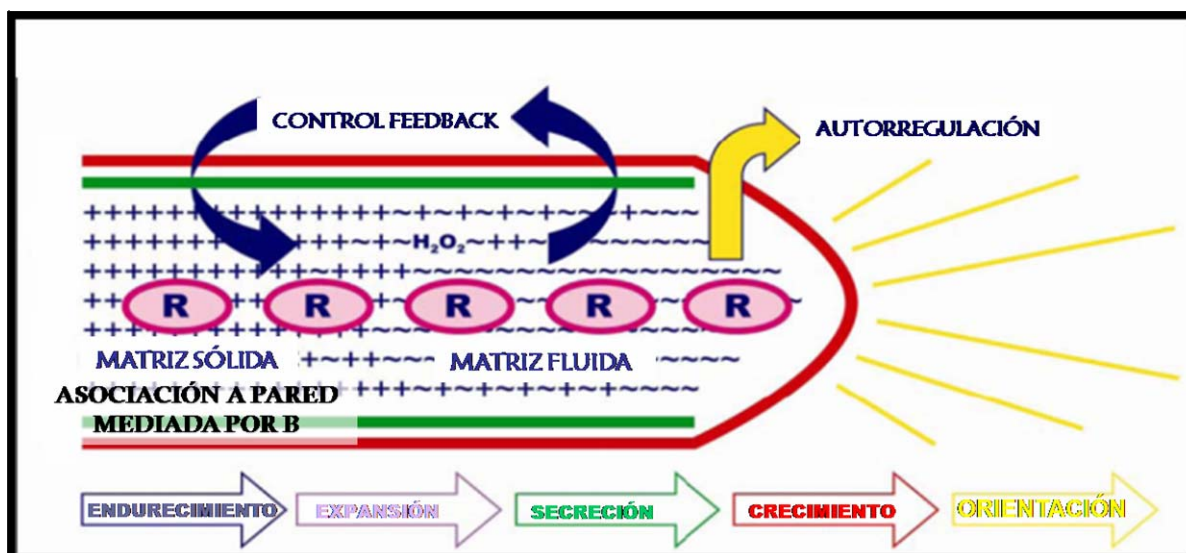 CONTROL FEEDBACK
AUTORREGULACIÓN
+++++++++++++++~+~+~+~+~~+~~~
H₂O₂
R R R R R
MATRIZ SÓLIDA +~++~~~ MATRIZ FLUIDA ~~~~
ASOCIACIÓN A PARED
MEDIADA POR B
ENDURECIMIENTO EXPANSIÓN SECRECIÓN CRECIMIENTO ORIENTACIÓN